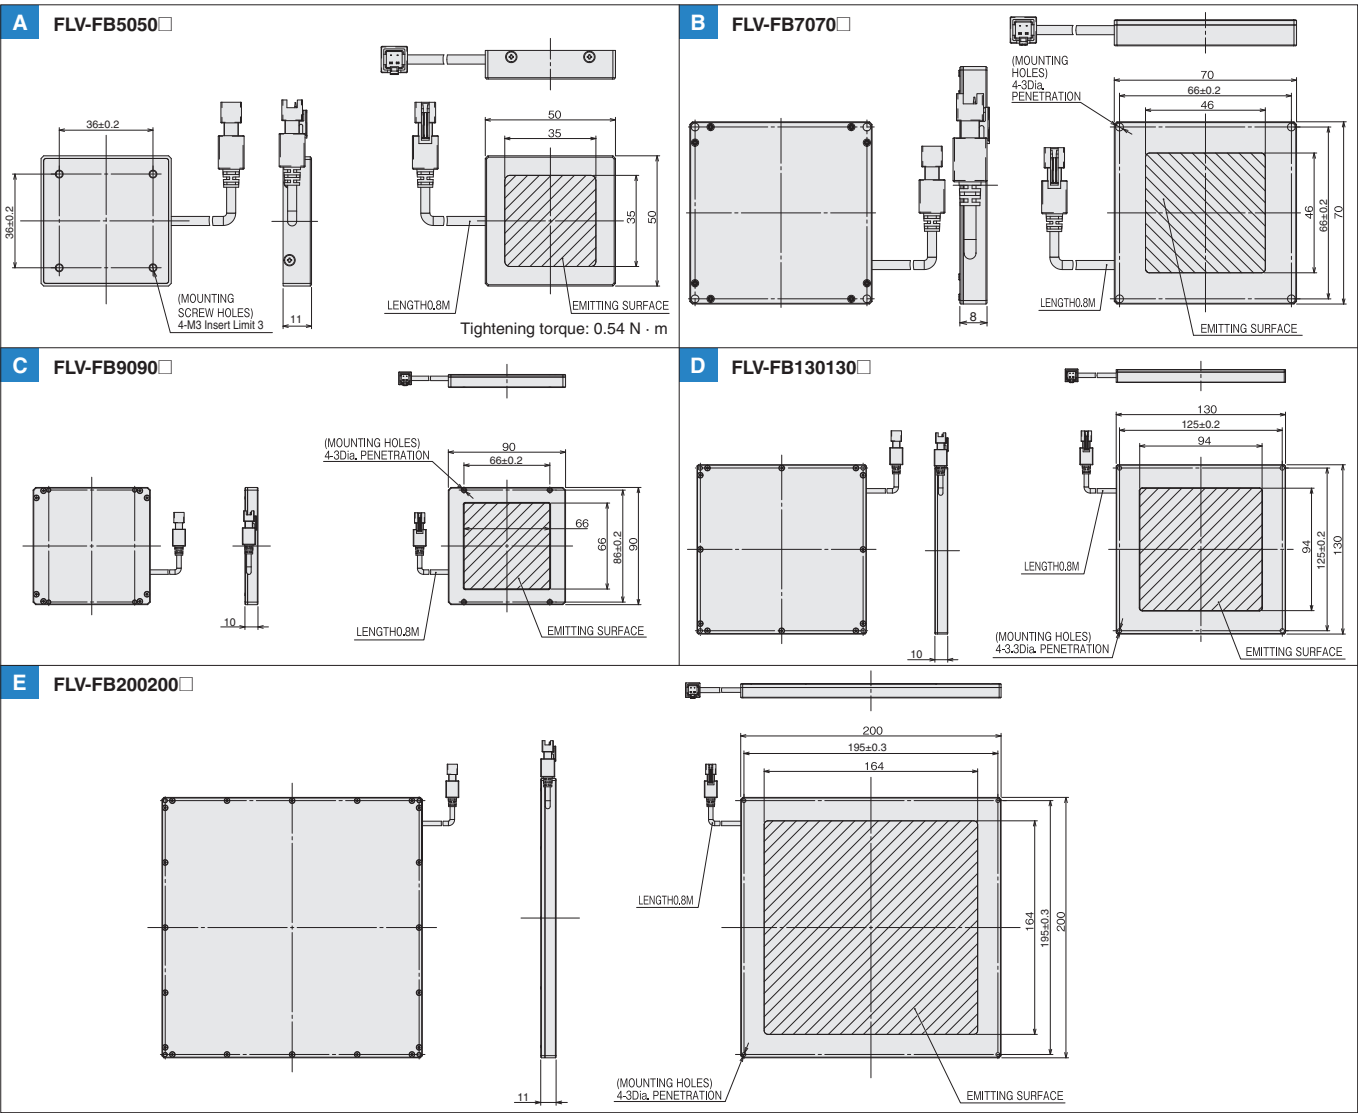 A FLV-FB5050□
36±0.2
36±0.2
(MOUNTING
SCREW HOLES)
4-M3 Insert Limit 3
11
50
35
35
50
LENGTH0.8M
EMITTING SURFACE
Tightening torque: 0.54 N · m
B FLV-FB7070□
(MOUNTING
HOLES)
4-3Dia.
PENETRATION
70
66±0.2
46
46
66±0.2
70
8
LENGTH0.8M
EMITTING SURFACE
C FLV-FB9090□
(MOUNTING HOLES)
4-3Dia. PENETRATION
90
66±0.2
66
66
86±0.2
90
10
LENGTH0.8M
EMITTING SURFACE
D FLV-FB130130□
130
125±0.2
94
94
125±0.2
130
LENGTH0.8M
10
(MOUNTING HOLES)
4-3.3Dia. PENETRATION
EMITTING SURFACE
E FLV-FB200200□
200
195±0.3
164
164
195±0.3
200
LENGTH0.8M
11
(MOUNTING HOLES)
4-3Dia. PENETRATION
EMITTING SURFACE